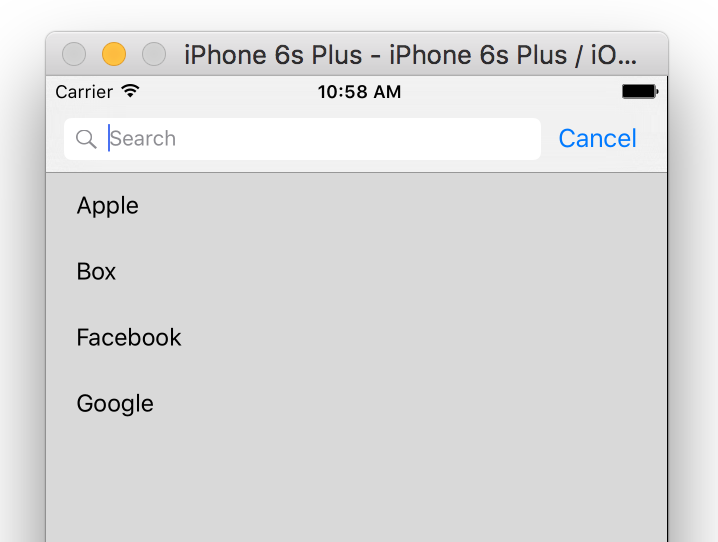 iPhone 6s Plus - iPhone 6s Plus / iO...
Carrier 10:58 AM
Search Cancel
Apple
Box
Facebook
Google